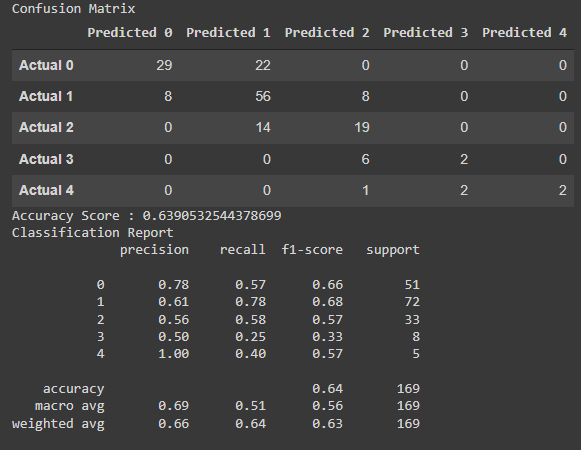 Confusion Matrix
Predicted 0 Predicted 1 Predicted 2 Predicted 3 Predicted 4
Actual 0 29 22 0 0 0
Actual 1 8 56 8 0 0
Actual 2 0 14 19 0 0
Actual 3 0 0 6 2 0
Actual 4 0 0 1 2 2
Accuracy Score : 0.6390532544378699
Classification Report
precision recall f1-score support
0 0.78 0.57 0.66 51
1 0.61 0.78 0.68 72
2 0.56 0.58 0.57 33
3 0.50 0.25 0.33 8
4 1.00 0.40 0.57 5
accuracy 0.64 169
macro avg 0.69 0.51 0.56 169
weighted avg 0.66 0.64 0.63 169